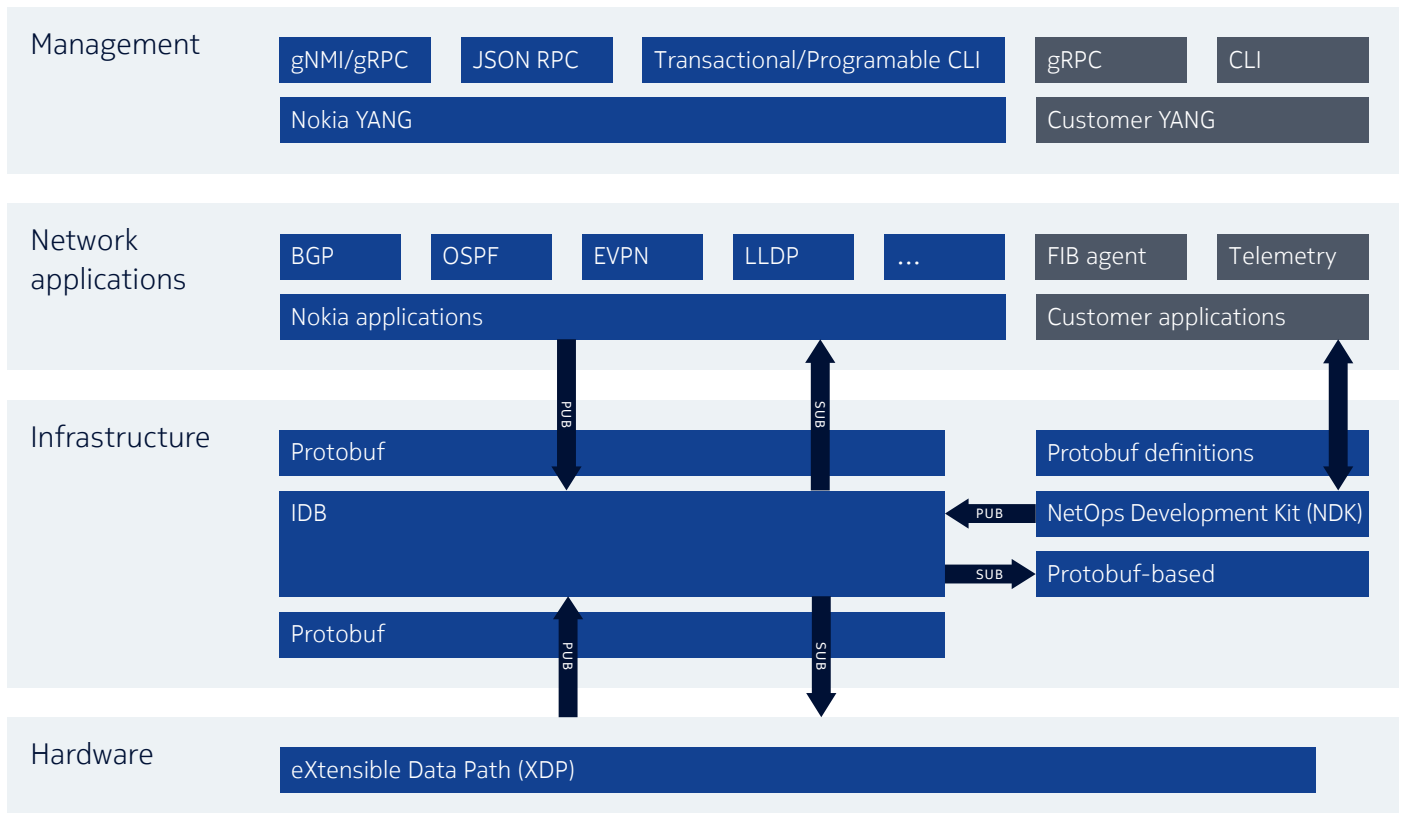 Management
gNMI/gRPC
JSON RPC
Transactional/Programable CLI
gRPC
CLI
Nokia YANG
Customer YANG
Network
applications
BGP
OSPF
EVPN
LLDP
...
FIB agent
Telemetry
Nokia applications
Customer applications
PUB
SUB
Infrastructure
Protobuf
Protobuf definitions
IDB
PUB
NetOps Development Kit (NDK)
SUB
Protobuf-based
Protobuf
PUB
SUB
Hardware
eXtensible Data Path (XDP)